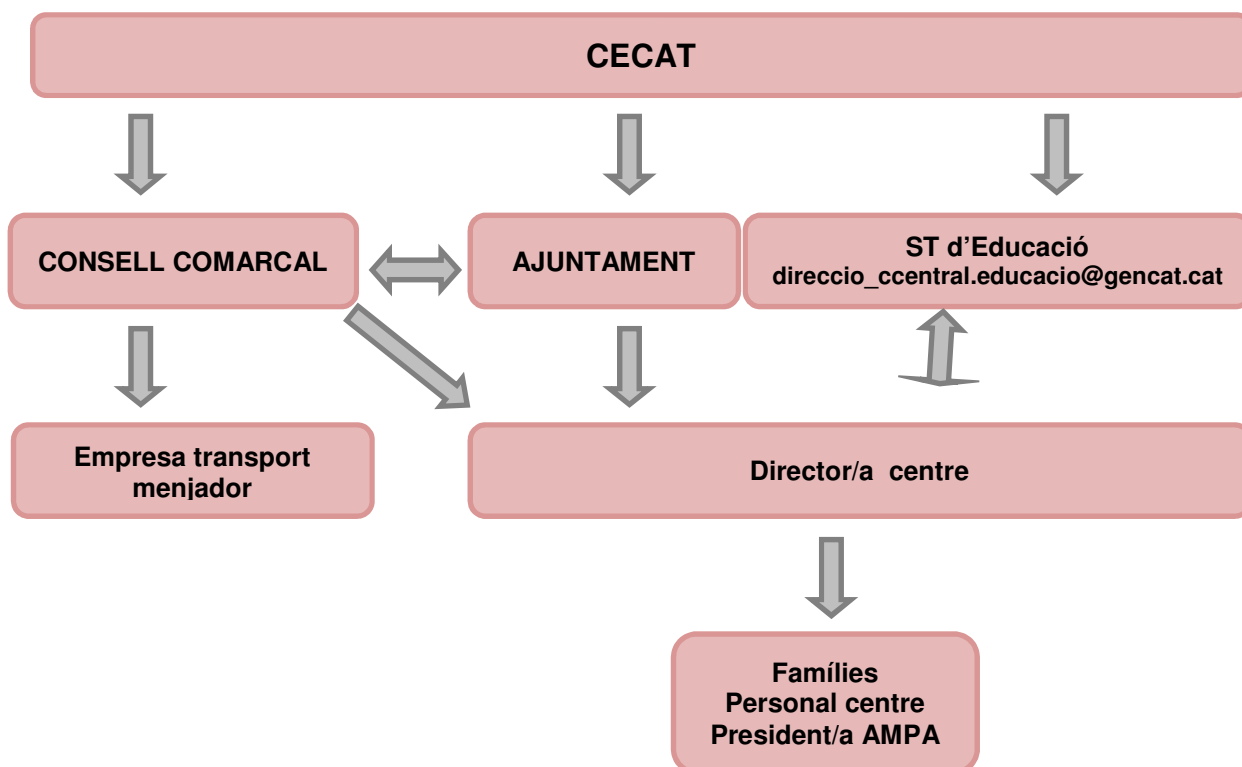 CECAT
CONSELL COMARCAL
AJUNTAMENT
ST d’Educació
direccio_ccentral.educacio@gencat.cat
Empresa transport
menjador
Director/a centre
Famílies
Personal centre
President/a AMPA